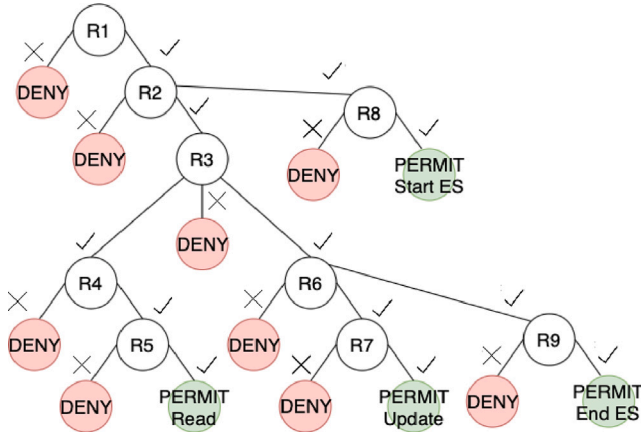 R1
DENY
R2
R8
DENY
R3
DENY
PERMIT
Start ES
DENY
R4
R6
DENY
R5
DENY
R7
R9
DENY
PERMIT
Read
DENY
PERMIT
Update
DENY
PERMIT
End ES